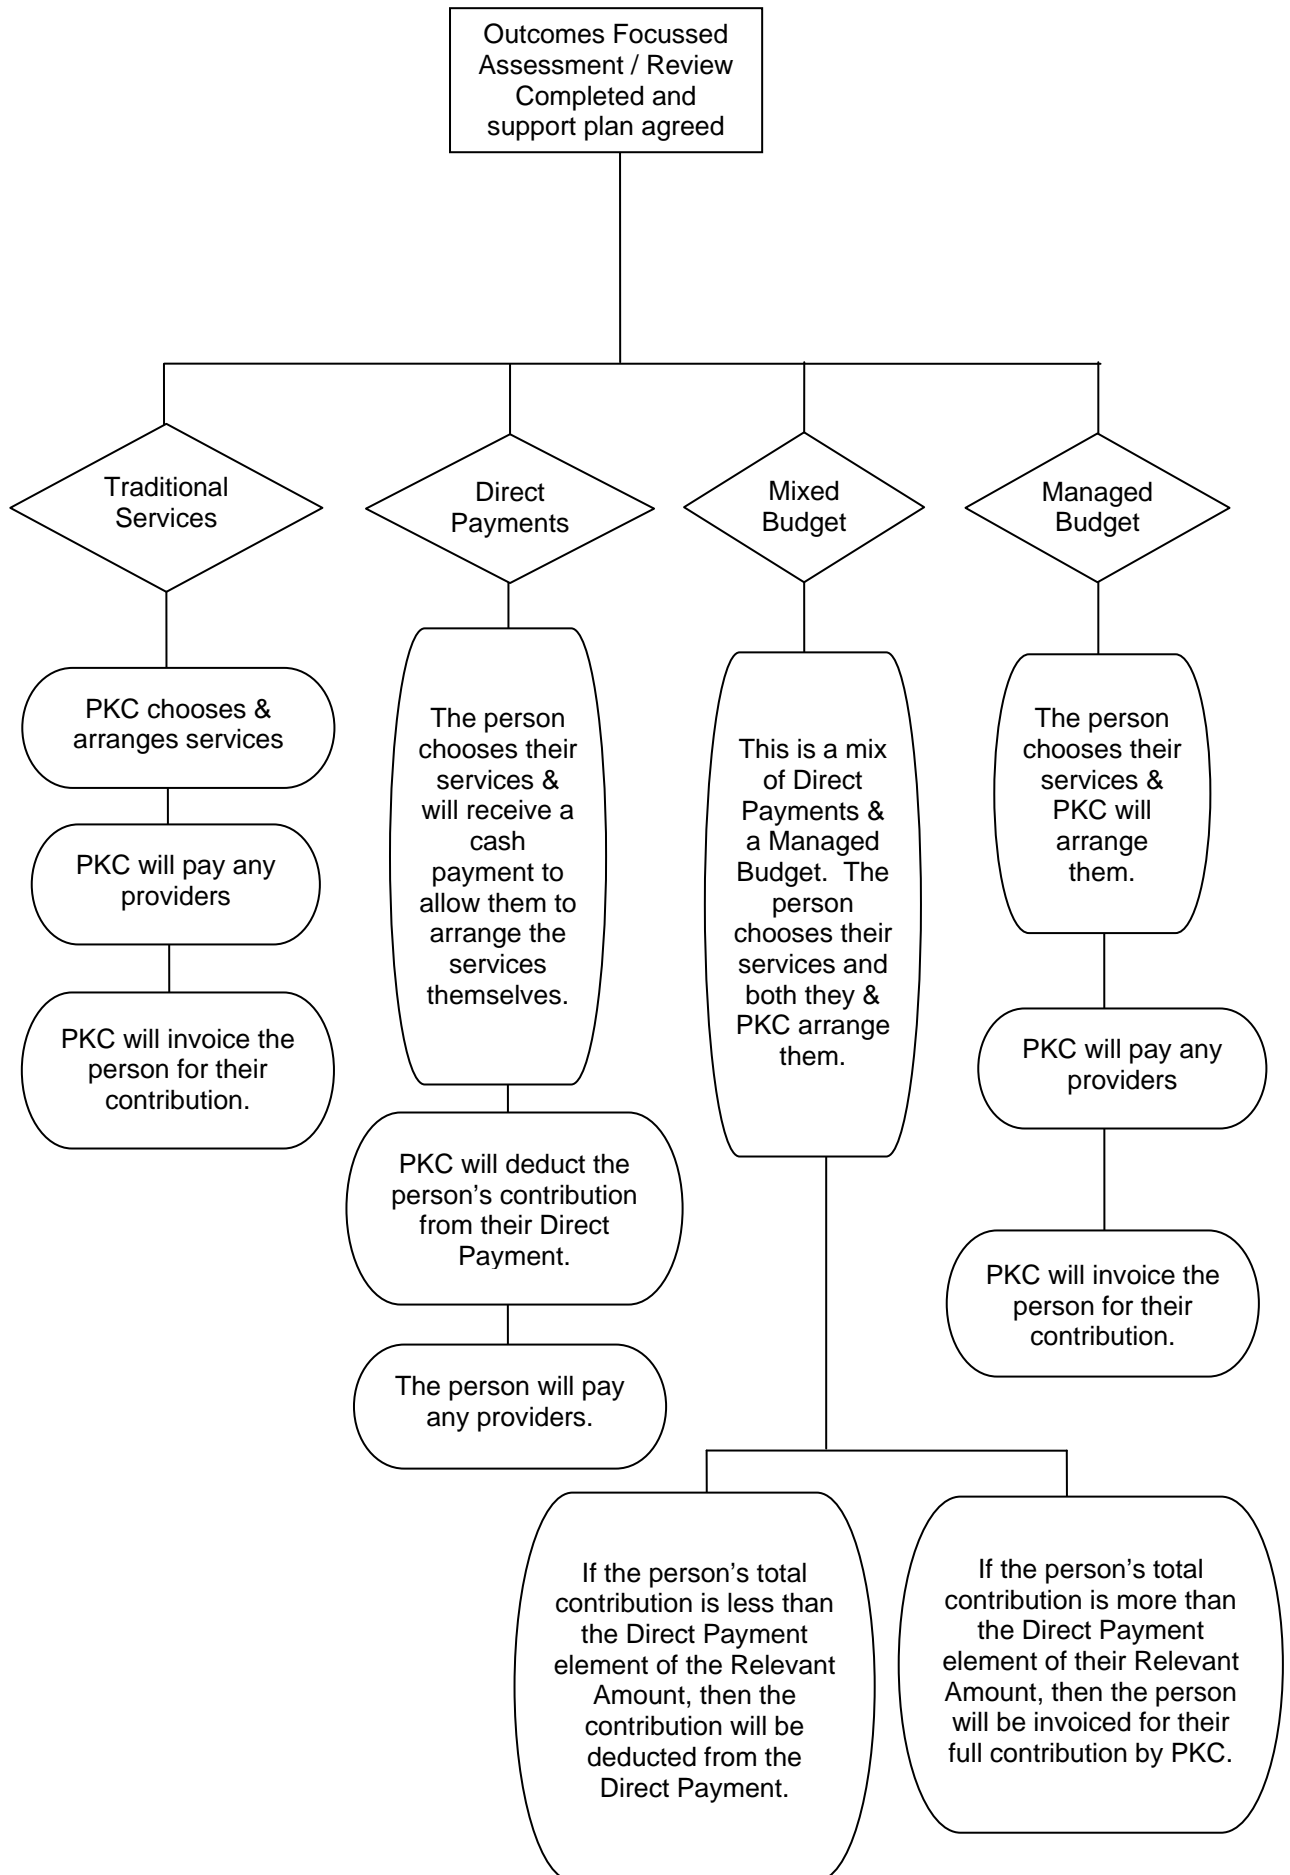 Outcomes Focussed
Assessment / Review
Completed and
support plan agreed
Traditional
Services
PKC chooses &
arranges services
PKC will pay any
providers
PKC will invoice the
person for their
contribution.
Direct
Payments
The person
chooses their
services &
will receive a
cash
payment to
allow them to
arrange the
services
themselves.
PKC will deduct the
person’s contribution
from their Direct
Payment.
The person will pay
any providers.
Mixed
Budget
This is a mix
of Direct
Payments &
a Managed
Budget.  The
person
chooses their
services and
both they &
PKC arrange
them.
If the person’s total
contribution is less than
the Direct Payment
element of the Relevant
Amount, then the
contribution will be
deducted from the
Direct Payment.
If the person’s total
contribution is more than
the Direct Payment
element of their Relevant
Amount, then the person
will be invoiced for their
full contribution by PKC.
Managed
Budget
The person
chooses their
services &
PKC will
arrange
them.
PKC will pay any
providers
PKC will invoice the
person for their
contribution.